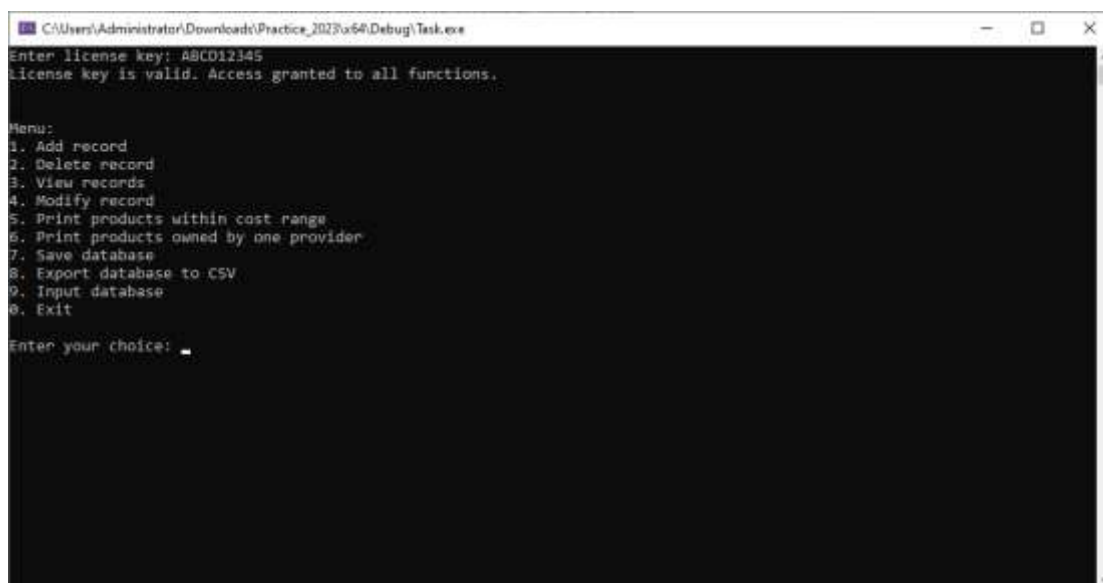 C:\Users\Administrator\Downloads\Practice_2023\x64\Debug\Task.exe
Enter license key: ABCD12345
License key is valid. Access granted to all functions.
Menu:
1. Add record
2. Delete record
3. View records
4. Modify record
5. Print products within cost range
6. Print products owned by one provider
7. Save database
8. Export database to CSV
9. Input database
0. Exit
Enter your choice: